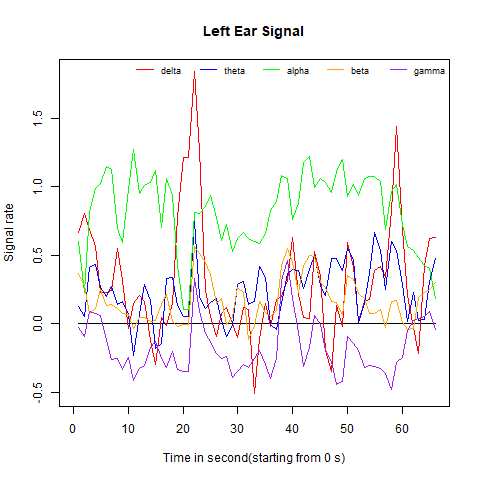 Left Ear Signal
delta theta alpha beta gamma
Signal rate
1.5
1.0
0.5
0.0
-0.5
0 10 20 30 40 50 60
Time in second(starting from 0 s)